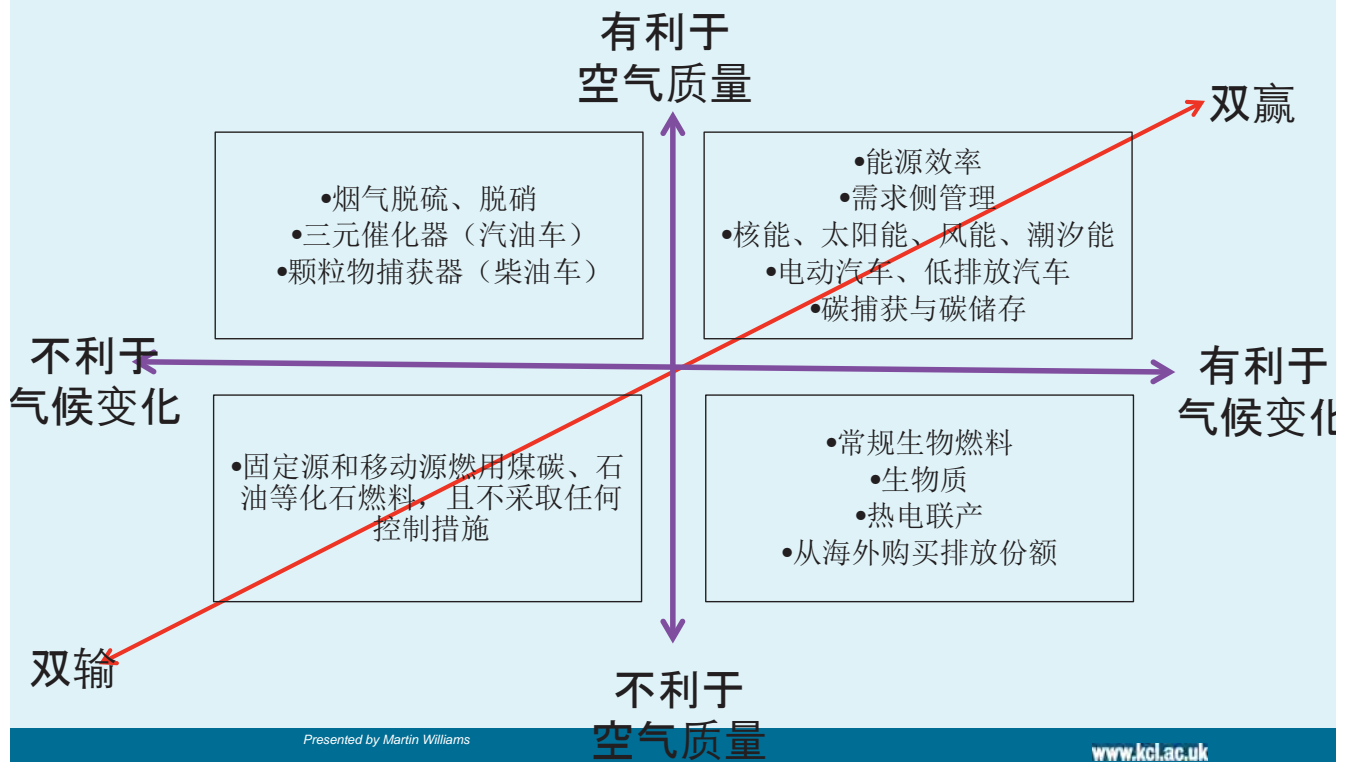 有利于
空气质量
双赢
•烟气脱硫、脱硝
•三元催化器（汽油车）
•颗粒物捕获器（柴油车）
•能源效率
•需求侧管理
•核能、太阳能、风能、潮汐能
•电动汽车、低排放汽车
•碳捕获与碳储存
不利于
气候变化
有利于
气候变化
•固定源和移动源燃用煤碳、石
油等化石燃料，且不采取任何
控制措施
•常规生物燃料
•生物质
•热电联产
•从海外购买排放份额
双输
不利于
空气质量
Presented by Martin Williams
www.kcl.ac.uk